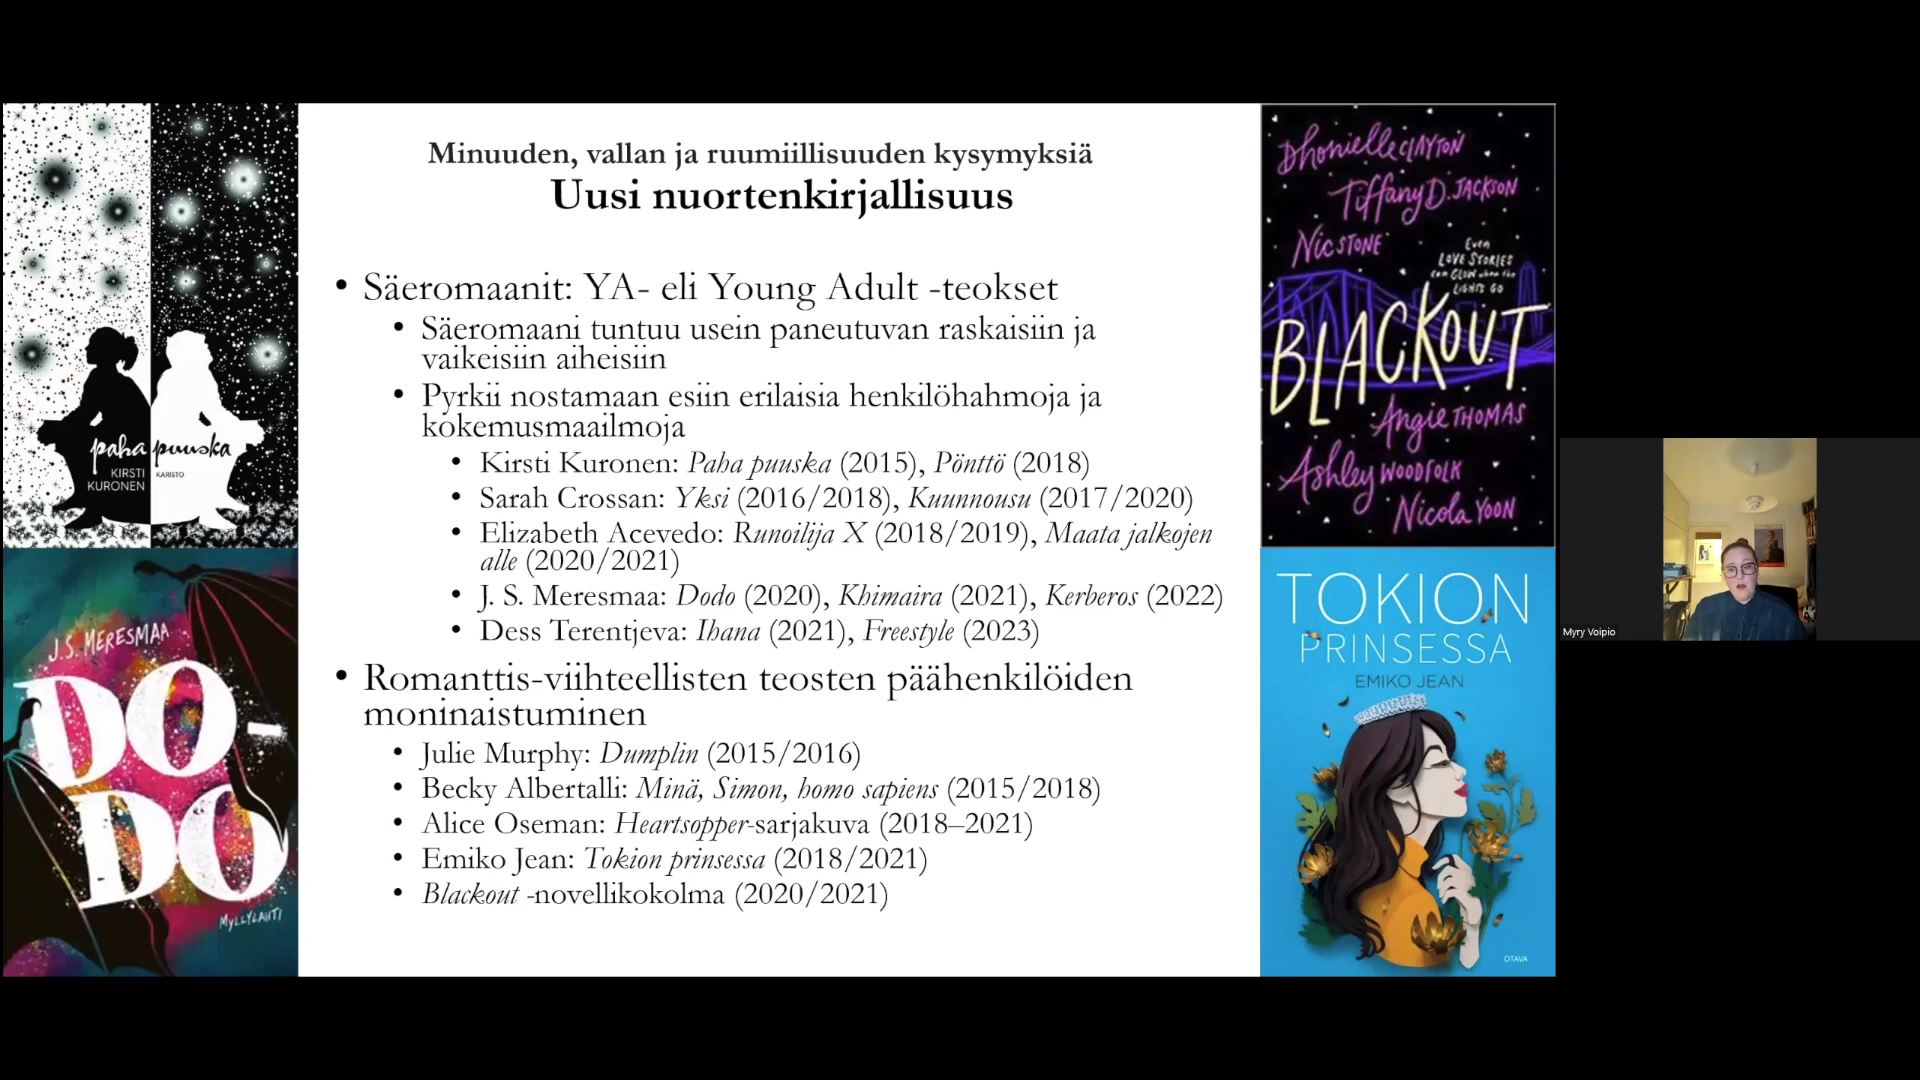 Minuuden, vallan ja ruumiillisuuden kysymyksiä
Uusi nuortenkirjallisuus
• Säeromaanit: YA- eli Young Adult -teokset
• Säeromaani tuntuu usein paneutuvan raskaisiin ja
vaikeisiin aiheisiin
• Pyrkii nostamaan esiin erilaisia henkilöhahmoja ja
kokemusmaailmoja
• Kirsti Kuronen: Paha puuska (2015), Pönttö (2018)
• Sarah Crossan: Yksi (2016/2018), Kuunnousu (2017/2020)
• Elizabeth Acevedo: Runoilija X (2018/2019), Maata jalkojen
alle (2020/2021)
• J. S. Meresmaa: Dodo (2020), Khimaira (2021), Kerberos (2022)
• Dess Terentjeva: Ihana (2021), Freestyle (2023)
• Romanttis-viihteellisten teosten päähenkilöiden
moninaistuminen
• Julie Murphy: Dumplin (2015/2016)
• Becky Albertalli: Minä, Simon, homo sapiens (2015/2018)
• Alice Oseman: Heartsopper-sarjakuva (2018–2021)
• Emiko Jean: Tokion prinsessa (2018/2021)
• Blackout -novellikokolma (2020/2021)
paha puuska
KIRSTI
KURONEN
KARISTO
J.S. MERESMAA
DO-
DO
MYLLYLAHTI
Dhonielle CLAYTON
Tiffany D. JACKSON
Nic STONE
Even
LOVE STORIES
can GLOW when the
LIGHTS GO
BLACKOUT
Angie THOMAS
Ashley WOODFOLK
Nicola YOON
TOKION
PRINSESSA
EMIKO JEAN
OTAVA
Myry Voipio